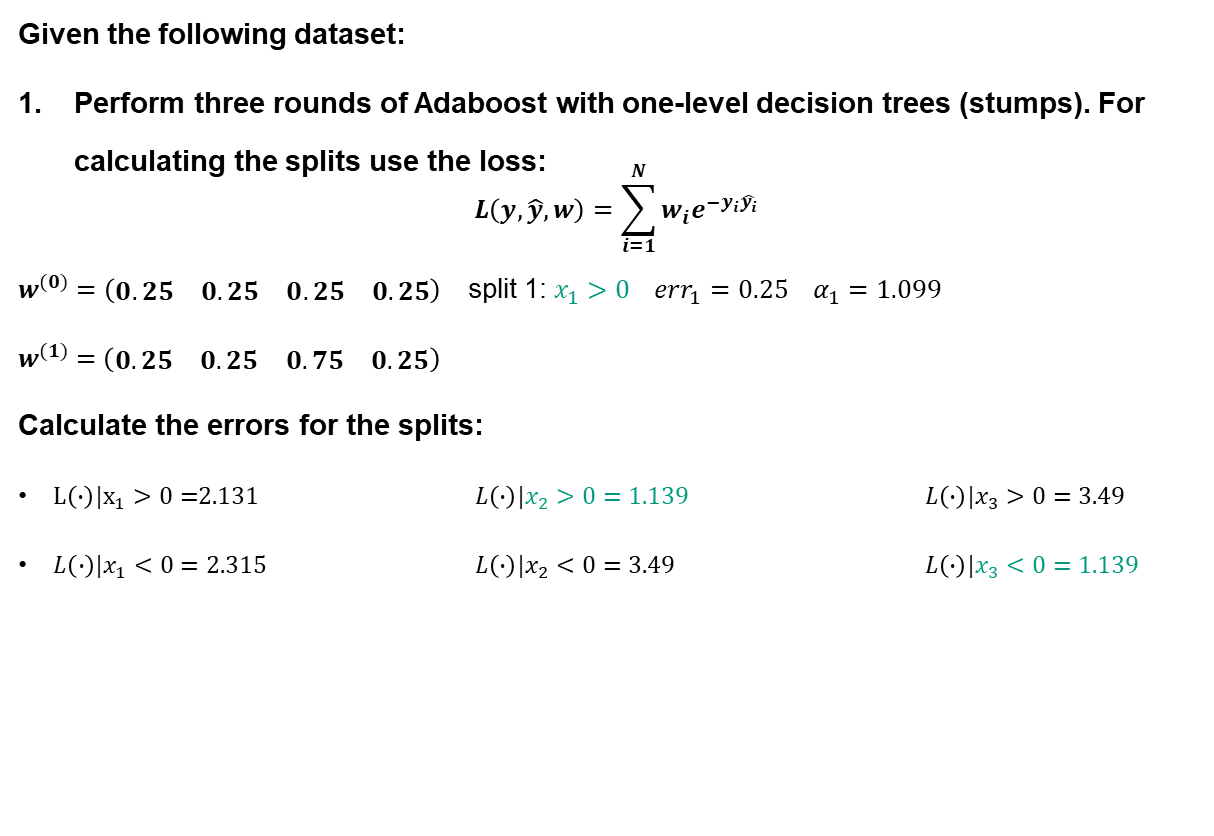 Given the following dataset:
1. Perform three rounds of Adaboost with one-level decision trees (stumps). For
calculating the splits use the loss:
L(y, ŷ, w) = ∑_{i=1}^{N} w_i e^{−y_i ŷ_i}
w^{(0)} = (0.25 0.25 0.25 0.25) split 1: x₁ > 0 err₁ = 0.25 α₁ = 1.099
w^{(1)} = (0.25 0.25 0.75 0.25)
Calculate the errors for the splits:
• L(·)|x₁ > 0 =2.131 L(·)|x₂ > 0 = 1.139 L(·)|x₃ > 0 = 3.49
• L(·)|x₁ < 0 = 2.315 L(·)|x₂ < 0 = 3.49 L(·)|x₃ < 0 = 1.139